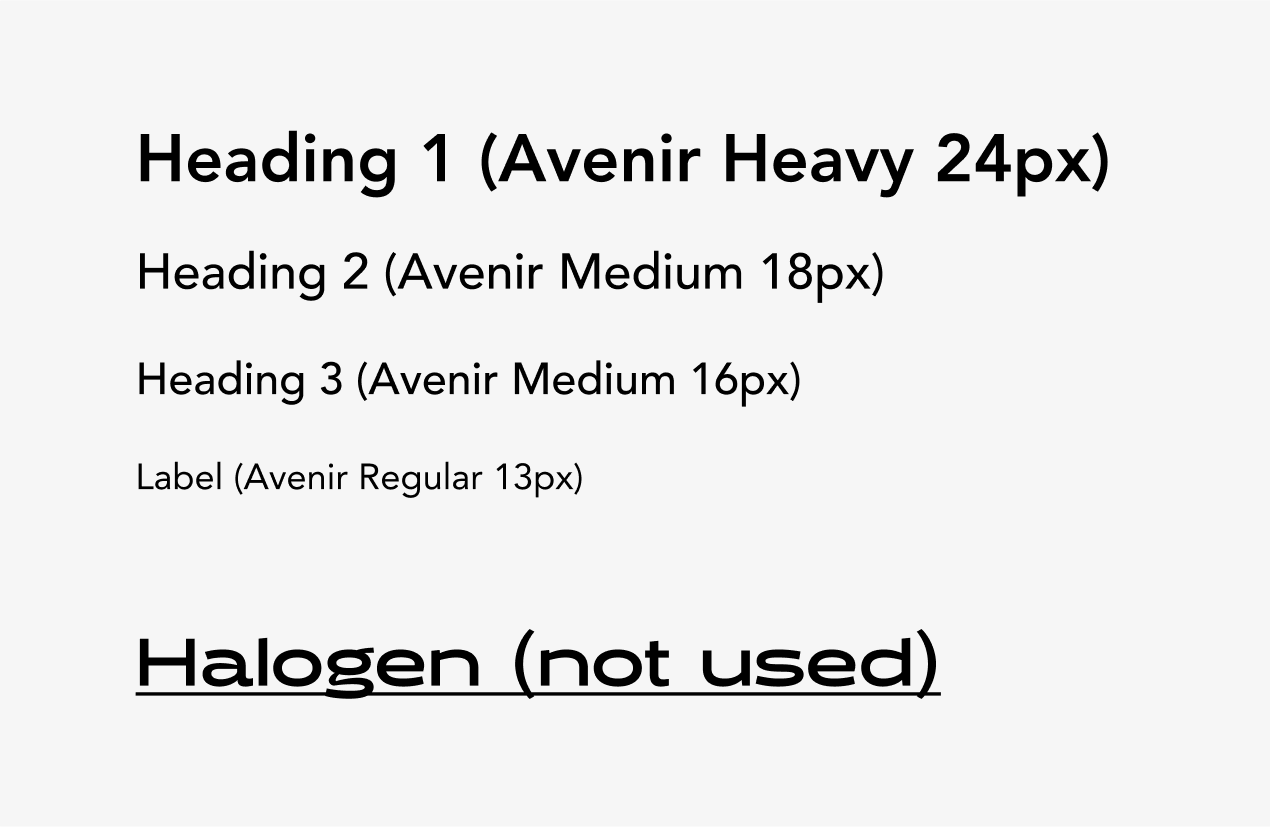 Heading 1 (Avenir Heavy 24px)
Heading 2 (Avenir Medium 18px)
Heading 3 (Avenir Medium 16px)
Label (Avenir Regular 13px)
Halogen (not used)